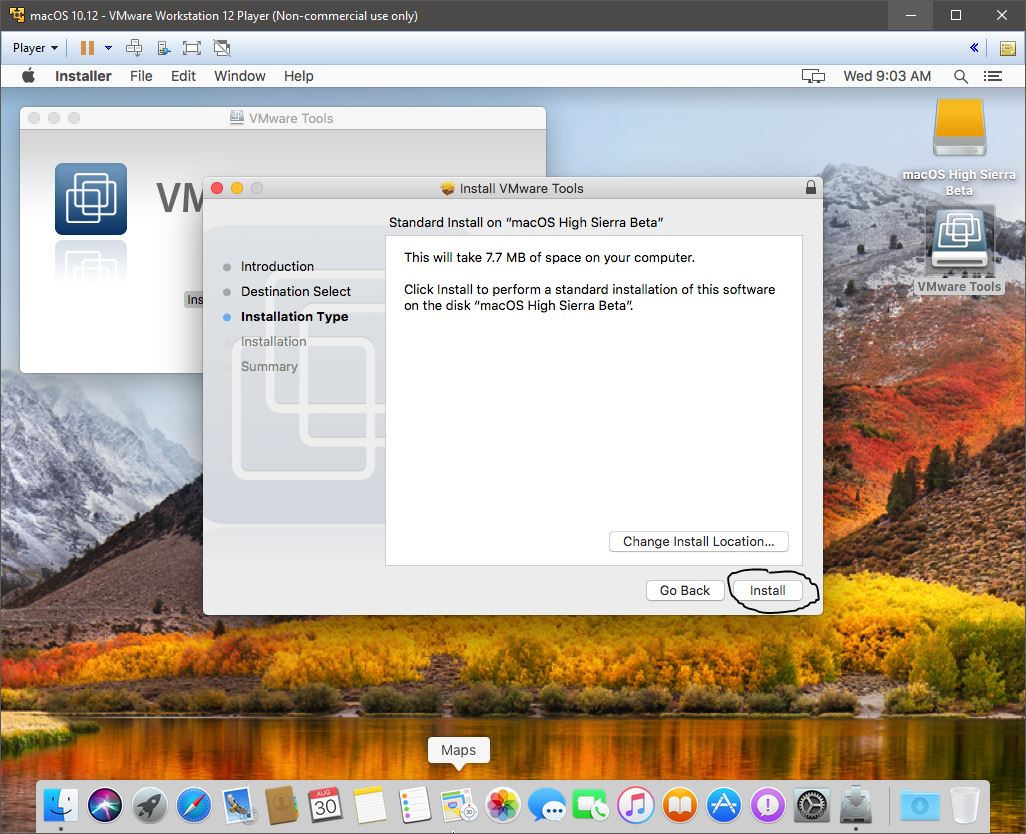 macOS 10.12 - VMware Workstation 12 Player (Non-commercial use only)
Player
Installer File Edit Window Help Wed 9:03 AM
VMware Tools
VM
Ins
macOS High Sierra
Beta
VMware Tools
Install VMware Tools
Standard Install on “macOS High Sierra Beta”
Introduction
Destination Select
Installation Type
Installation
Summary
This will take 7.7 MB of space on your computer.
Click Install to perform a standard installation of this software
on the disk “macOS High Sierra Beta”.
Change Install Location...
Go Back Install
Maps
AUG
30